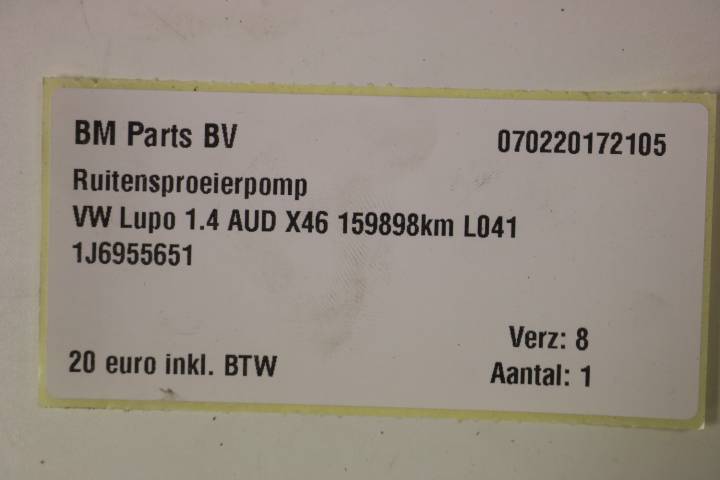 BM Parts BV 070220172105
Ruitensproeierpomp
VW Lupo 1.4 AUD X46 159898km L041
1J6955651
Verz: 8
20 euro inkl. BTW
Aantal: 1